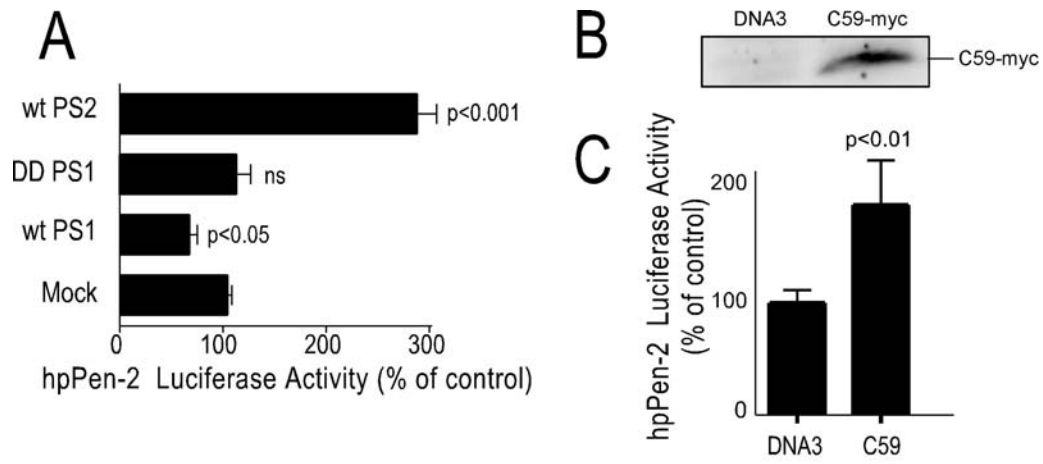 A
wt PS2
p<0.001
DD PS1
ns
wt PS1
p<0.05
Mock
0 100 200 300
hpPen-2 Luciferase Activity (% of control)
B
DNA3 C59-myc
C59-myc
C
p<0.01
hpPen-2 Luciferase Activity
(% of control)
200
100
0
DNA3 C59